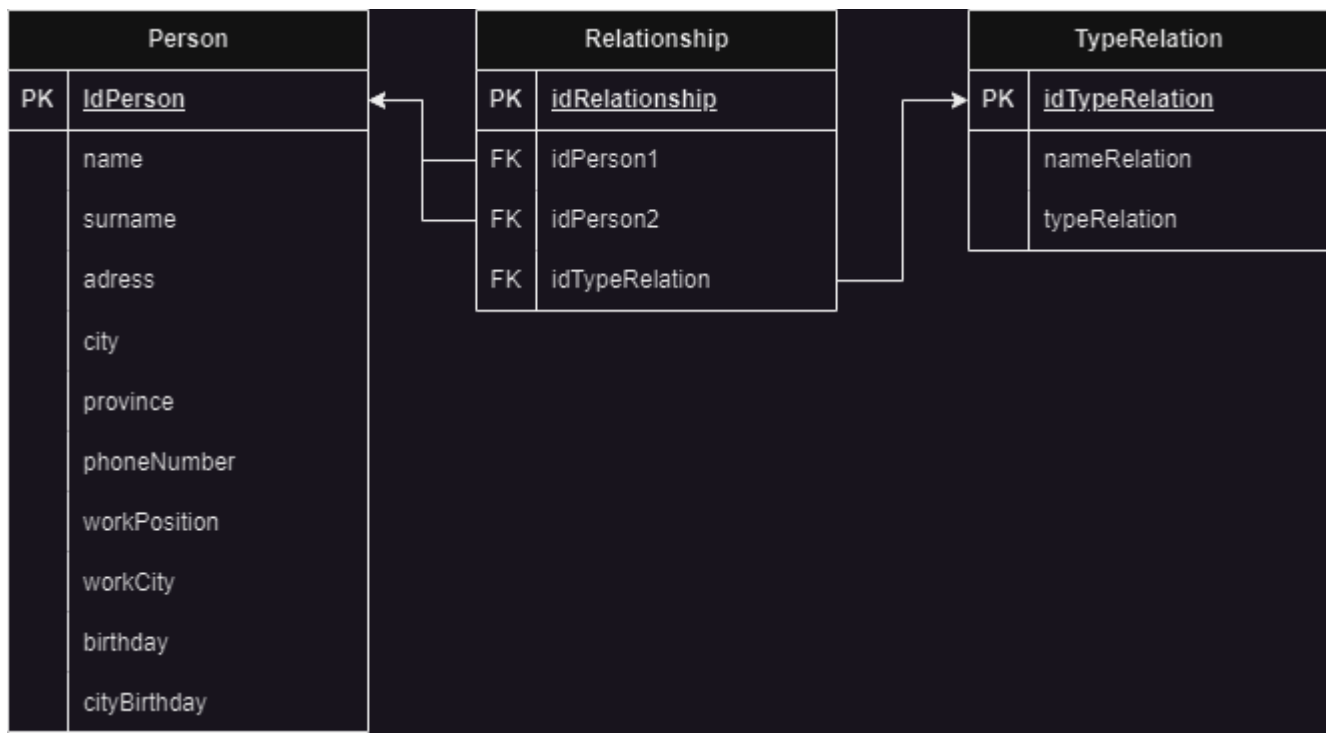 Person
PK IdPerson
name
surname
adress
city
province
phoneNumber
workPosition
workCity
birthday
cityBirthday
Relationship
PK idRelationship
FK idPerson1
FK idPerson2
FK idTypeRelation
TypeRelation
PK idTypeRelation
nameRelation
typeRelation